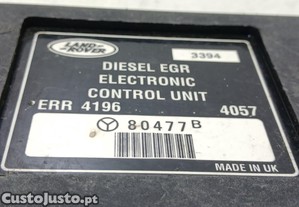 LAND
ROVER
3394
DIESEL EGR
ELECTRONIC
CONTROL UNIT
ERR 4196 4057
80477B
MADE IN UK
CustoJusto.pt